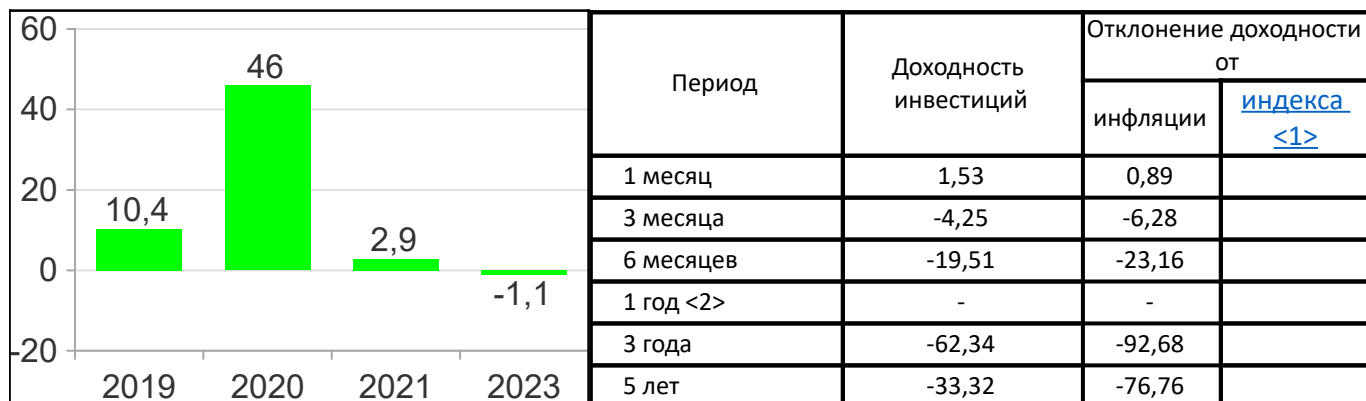 60
40
20
0
-20
10,4
46
2,9
-1,1
2019 2020 2021 2023
Период
Доходность
инвестиций
Отклонение доходности
от
инфляции
индекса
<1>
1 месяц 1,53 0,89
3 месяца -4,25 -6,28
6 месяцев -19,51 -23,16
1 год <2> - -
3 года -62,34 -92,68
5 лет -33,32 -76,76